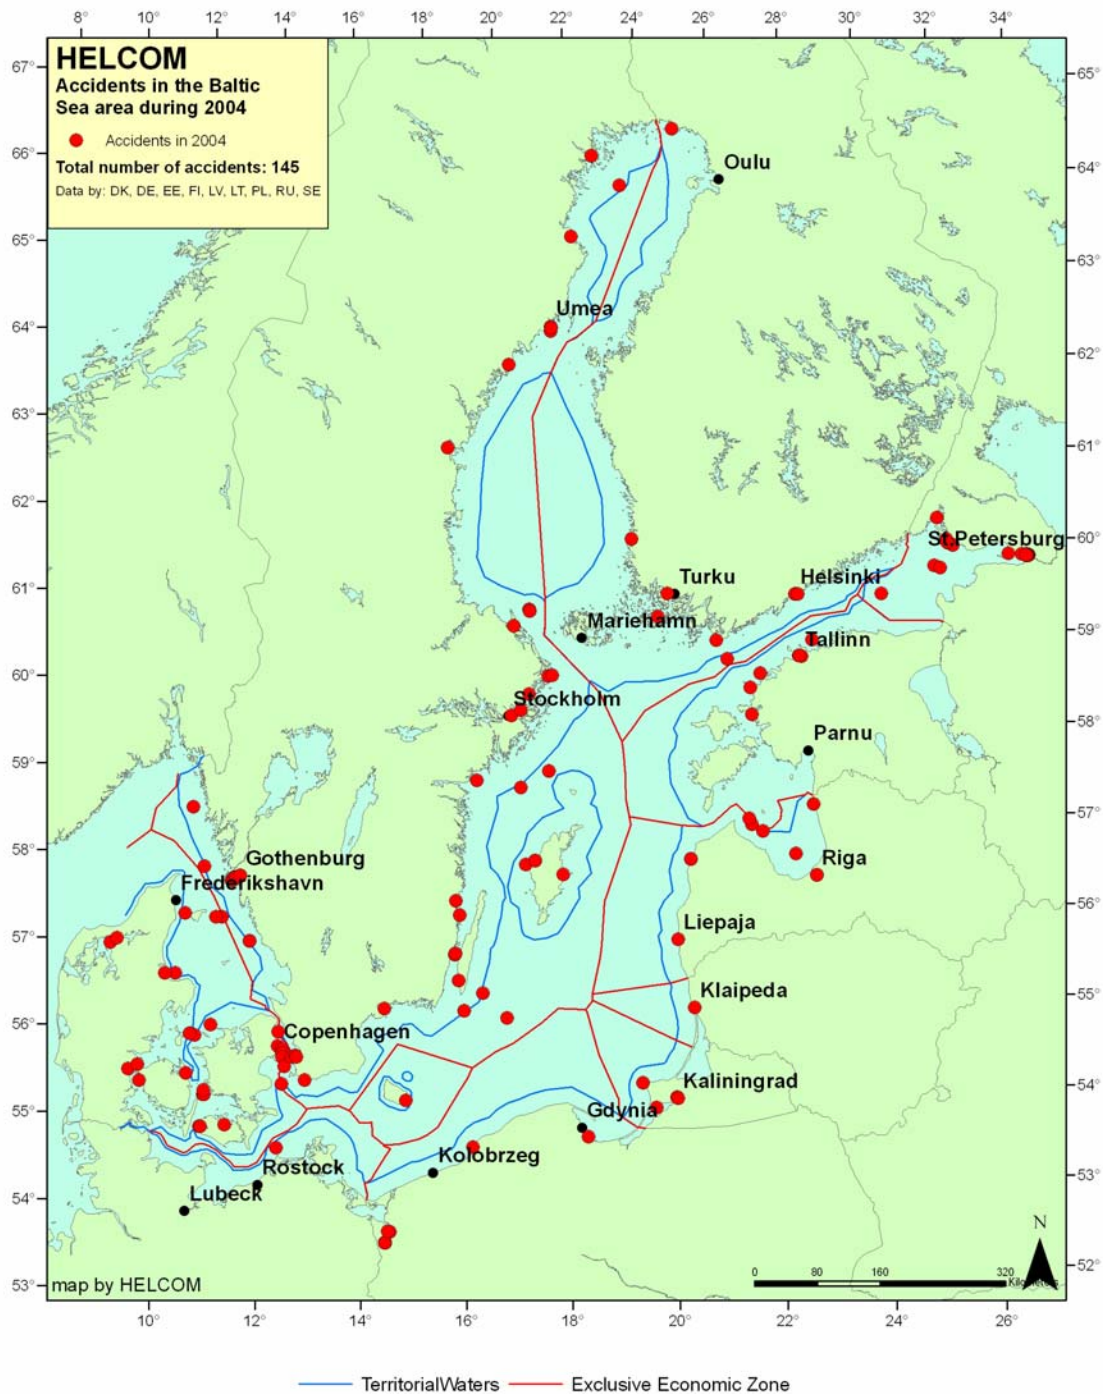 8° 10° 12° 14° 16° 18° 20° 22° 24° 26° 28° 30° 32° 34°
HELCOM
Accidents in the Baltic
Sea area during 2004
Accidents in 2004
Total number of accidents: 145
Data by: DK, DE, EE, FI, LV, LT, PL, RU, SE
67°
65°
66°
64°
Oulu
65°
63°
Umea
64°
62°
63°
61°
62°
60°
St.Petersburg
Turku
Helsinki
61°
Mariehamn
59°
Tallinn
60°
Stockholm
58°
Parnu
59°
57°
58°
Gothenburg
Riga
Frederikshavn
56°
57°
Liepaja
Klaipeda
55°
56°
Copenhagen
Kaliningrad
54°
55°
Gdynia
Kolobrzeg
Rostock
53°
54°
Lubeck
N
52°
53°
map by HELCOM
0 80 160 320
Kilometers
10° 12° 14° 16° 18° 20° 22° 24° 26°
TerritorialWaters
Exclusive Economic Zone